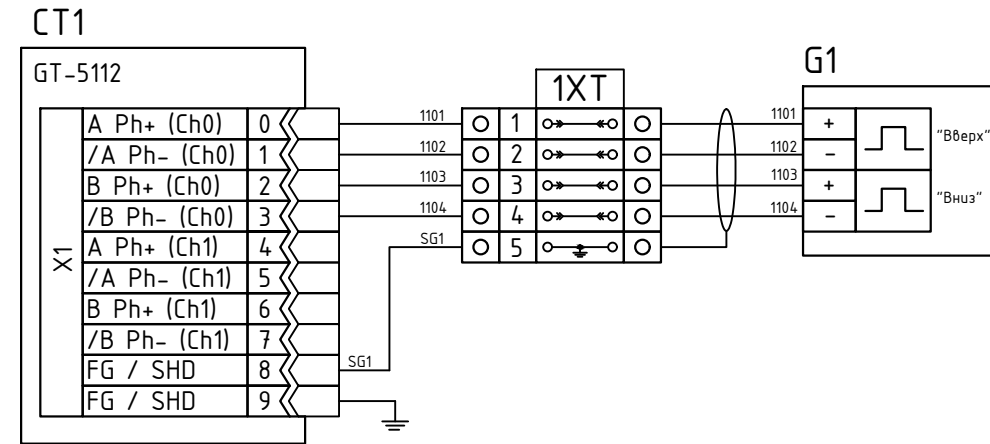 CT1
GT-5112
X1
A Ph+ (Ch0) 0
/A Ph- (Ch0) 1
B Ph+ (Ch0) 2
/B Ph- (Ch0) 3
A Ph+ (Ch1) 4
/A Ph- (Ch1) 5
B Ph+ (Ch1) 6
/B Ph- (Ch1) 7
FG / SHD 8
FG / SHD 9
1101
1102
1103
1104
SG1
SG1
1XT
1
2
3
4
5
1101
1102
1103
1104
G1
+
-
+
-
"Вверх"
"Вниз"